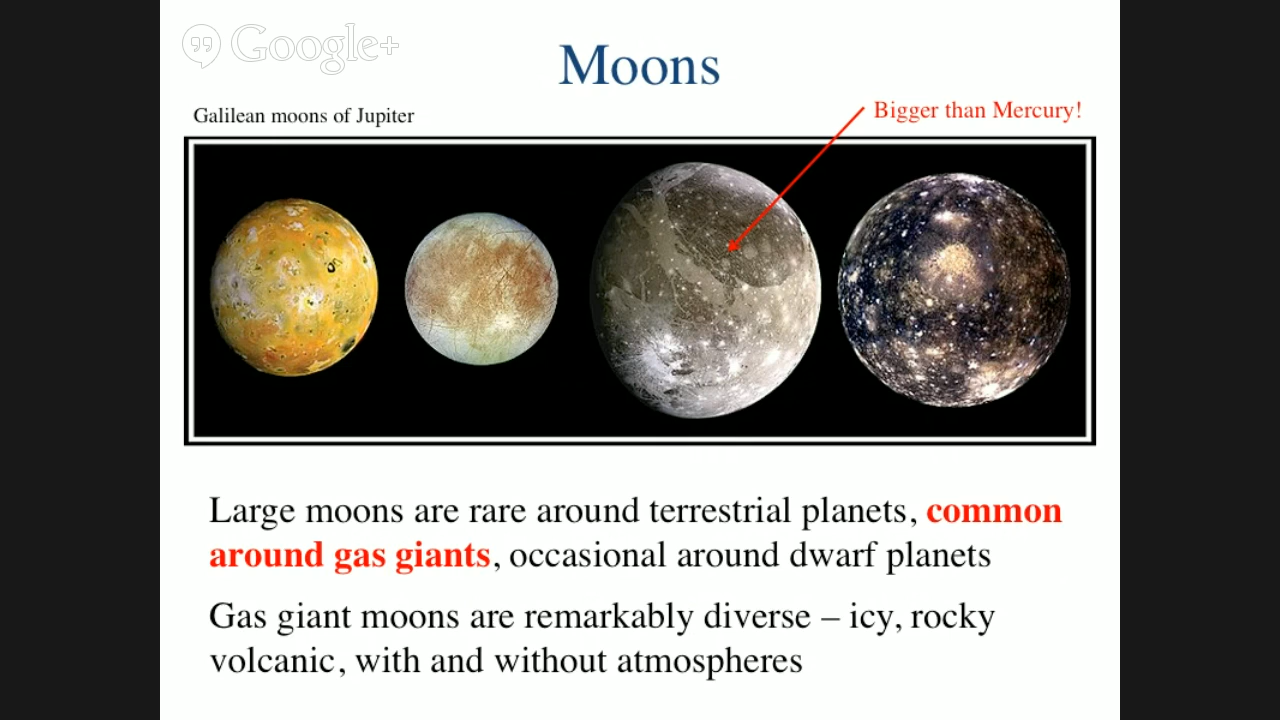 Google+
Moons
Galilean moons of Jupiter
Bigger than Mercury!
Large moons are rare around terrestrial planets, common
around gas giants, occasional around dwarf planets
Gas giant moons are remarkably diverse – icy, rocky
volcanic, with and without atmospheres